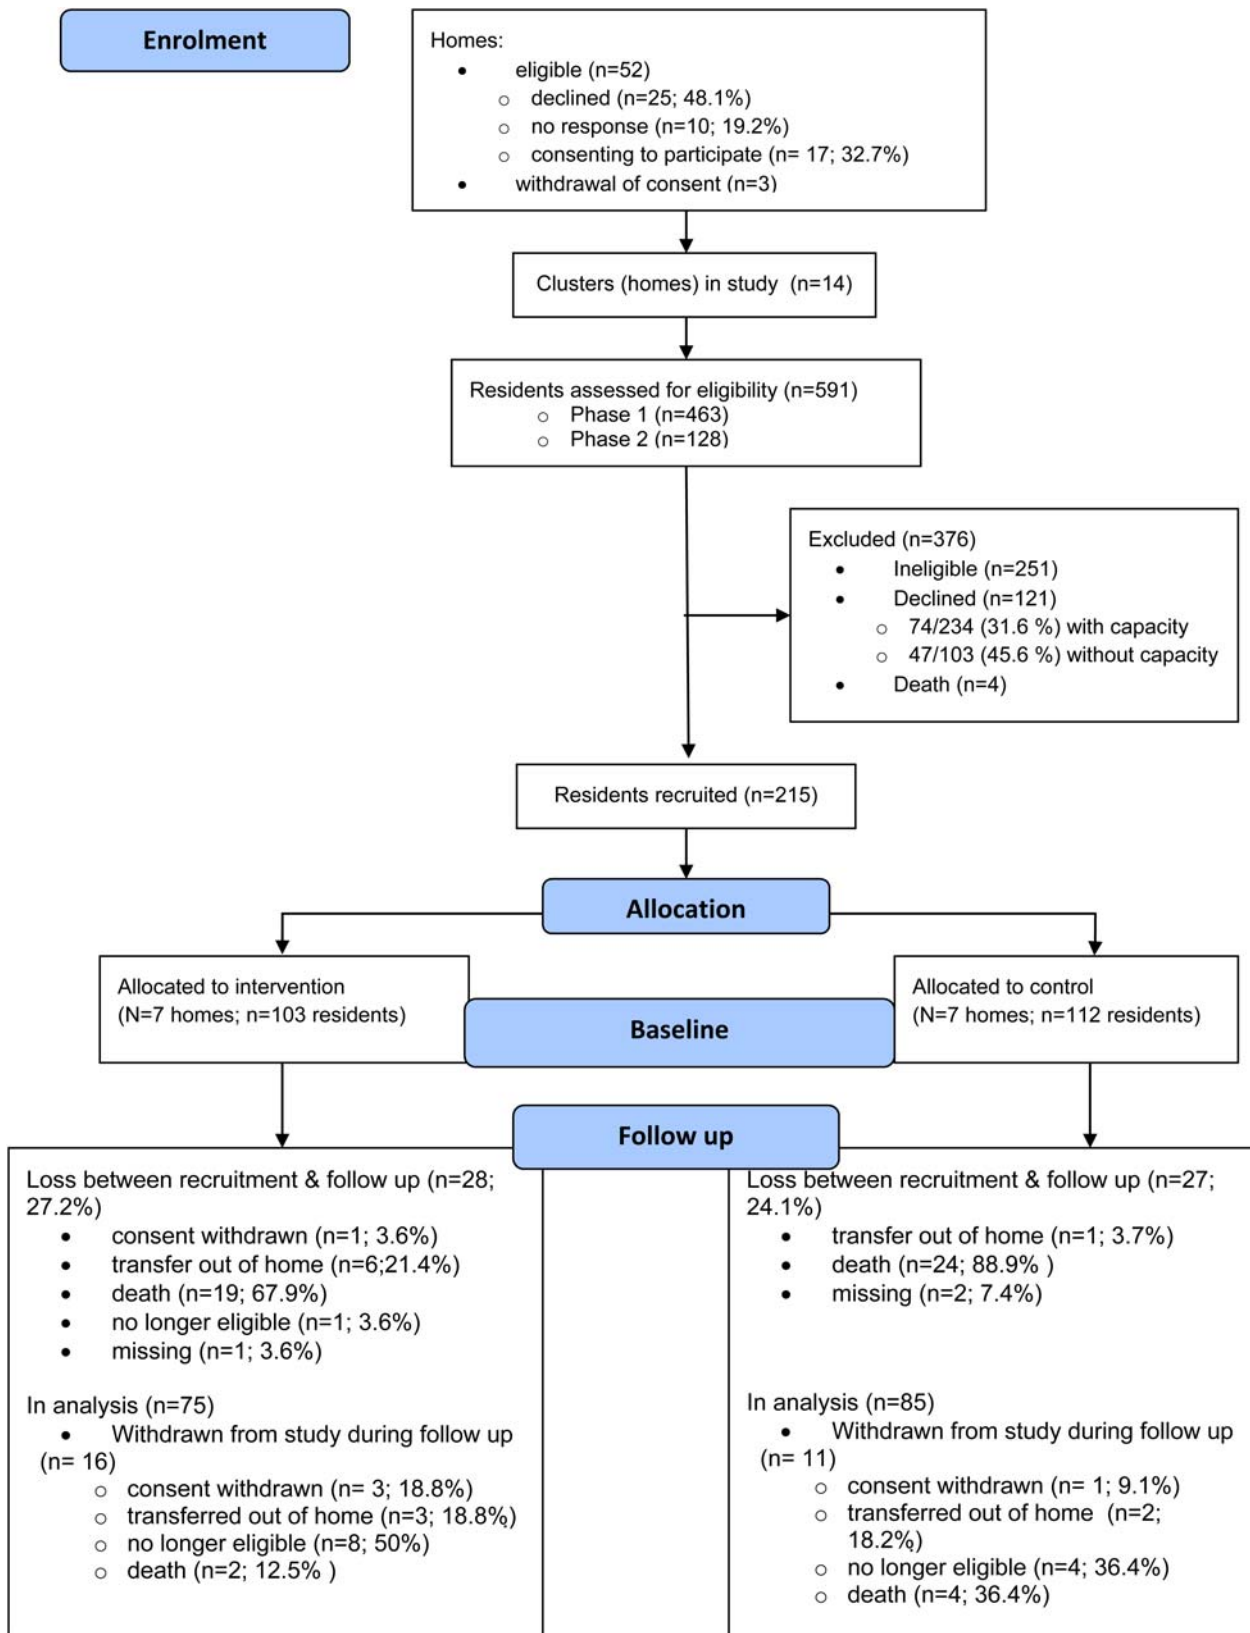 Enrolment
Homes:
• eligible (n=52)
○ declined (n=25; 48.1%)
○ no response (n=10; 19.2%)
○ consenting to participate (n= 17; 32.7%)
• withdrawal of consent (n=3)
Clusters (homes) in study (n=14)
Residents assessed for eligibility (n=591)
○ Phase 1 (n=463)
○ Phase 2 (n=128)
Excluded (n=376)
• Ineligible (n=251)
• Declined (n=121)
○ 74/234 (31.6 %) with capacity
○ 47/103 (45.6 %) without capacity
• Death (n=4)
Residents recruited (n=215)
Allocation
Allocated to intervention
(N=7 homes; n=103 residents)
Baseline
Allocated to control
(N=7 homes; n=112 residents)
Follow up
Loss between recruitment & follow up (n=28;
27.2%)
• consent withdrawn (n=1; 3.6%)
• transfer out of home (n=6;21.4%)
• death (n=19; 67.9%)
• no longer eligible (n=1; 3.6%)
• missing (n=1; 3.6%)
In analysis (n=75)
• Withdrawn from study during follow up
(n= 16)
○ consent withdrawn (n= 3; 18.8%)
○ transferred out of home (n=3; 18.8%)
○ no longer eligible (n=8; 50%)
○ death (n=2; 12.5% )
Loss between recruitment & follow up (n=27;
24.1%)
• transfer out of home (n=1; 3.7%)
• death (n=24; 88.9% )
• missing (n=2; 7.4%)
In analysis (n=85)
• Withdrawn from study during follow up
(n= 11)
○ consent withdrawn (n= 1; 9.1%)
○ transferred out of home (n=2;
18.2%)
○ no longer eligible (n=4; 36.4%)
○ death (n=4; 36.4%)